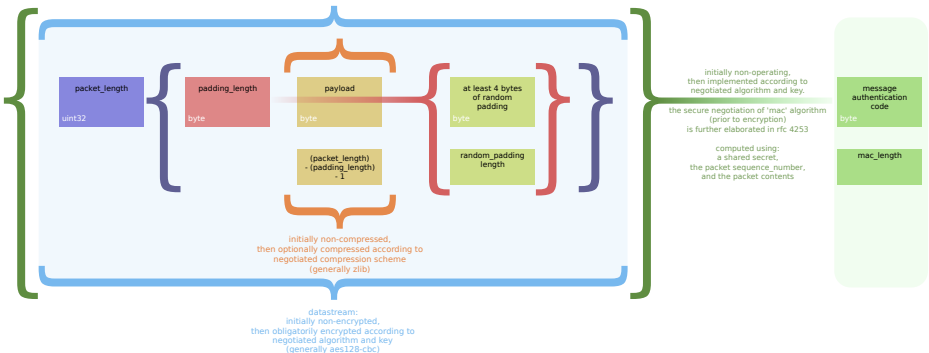 packet_length
uint32
padding_length
byte
payload
byte
(packet_length)
- (padding_length)
- 1
at least 4 bytes
of random
padding
byte
random_padding
length
initially non-operating,
then implemented according to
negotiated algorithm and key.
the secure negotiation of 'mac' algorithm
(prior to encryption)
is further elaborated in rfc 4253
computed using:
a shared secret,
the packet sequence_number,
and the packet contents
message
authentication
code
byte
mac_length
initially non-compressed,
then optionally compressed according to
negotiated compression scheme
(generally zlib)
datastream:
initially non-encrypted,
then obligatorily encrypted according to
negotiated algorithm and key
(generally aes128-cbc)